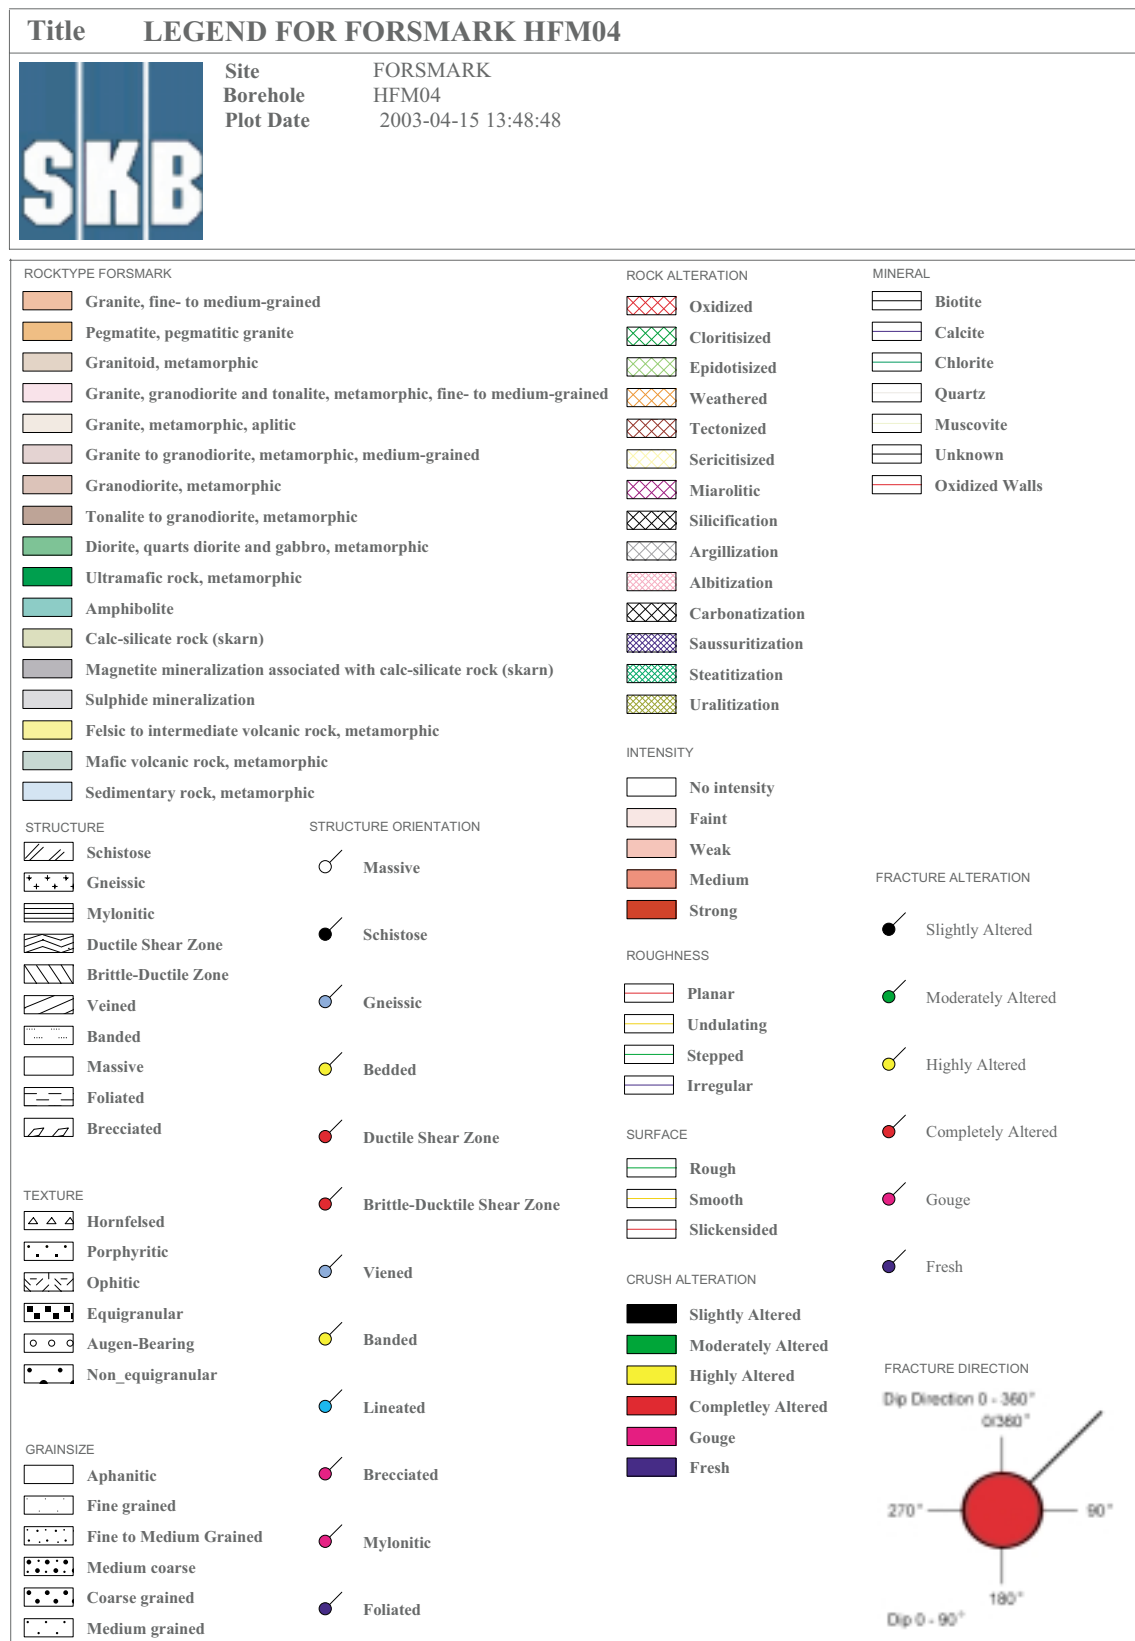 Title LEGEND FOR FORSMARK HFM04
SKB
Site FORSMARK
Borehole HFM04
Plot Date 2003-04-15 13:48:48
ROCKTYPE FORSMARK
Granite, fine- to medium-grained
Pegmatite, pegmatitic granite
Granitoid, metamorphic
Granite, granodiorite and tonalite, metamorphic, fine- to medium-grained
Granite, metamorphic, aplitic
Granite to granodiorite, metamorphic, medium-grained
Granodiorite, metamorphic
Tonalite to granodiorite, metamorphic
Diorite, quarts diorite and gabbro, metamorphic
Ultramafic rock, metamorphic
Amphibolite
Calc-silicate rock (skarn)
Magnetite mineralization associated with calc-silicate rock (skarn)
Sulphide mineralization
Felsic to intermediate volcanic rock, metamorphic
Mafic volcanic rock, metamorphic
Sedimentary rock, metamorphic
STRUCTURE
Schistose
Gneissic
Mylonitic
Ductile Shear Zone
Brittle-Ductile Zone
Veined
Banded
Massive
Foliated
Brecciated
TEXTURE
Hornfelsed
Porphyritic
Ophitic
Equigranular
Augen-Bearing
Non_equigranular
GRAINSIZE
Aphanitic
Fine grained
Fine to Medium Grained
Medium coarse
Coarse grained
Medium grained
STRUCTURE ORIENTATION
Massive
Schistose
Gneissic
Bedded
Ductile Shear Zone
Brittle-Ducktile Shear Zone
Viened
Banded
Lineated
Brecciated
Mylonitic
Foliated
ROCK ALTERATION
Oxidized
Cloritisized
Epidotisized
Weathered
Tectonized
Sericitisized
Miarolitic
Silicification
Argillization
Albitization
Carbonatization
Saussuritization
Steatitization
Uralitization
INTENSITY
No intensity
Faint
Weak
Medium
Strong
ROUGHNESS
Planar
Undulating
Stepped
Irregular
SURFACE
Rough
Smooth
Slickensided
CRUSH ALTERATION
Slightly Altered
Moderately Altered
Highly Altered
Completley Altered
Gouge
Fresh
MINERAL
Biotite
Calcite
Chlorite
Quartz
Muscovite
Unknown
Oxidized Walls
FRACTURE ALTERATION
Slightly Altered
Moderately Altered
Highly Altered
Completely Altered
Gouge
Fresh
FRACTURE DIRECTION
Dip Direction 0 - 360°
0/360°
270° 90°
180°
Dip 0 - 90°